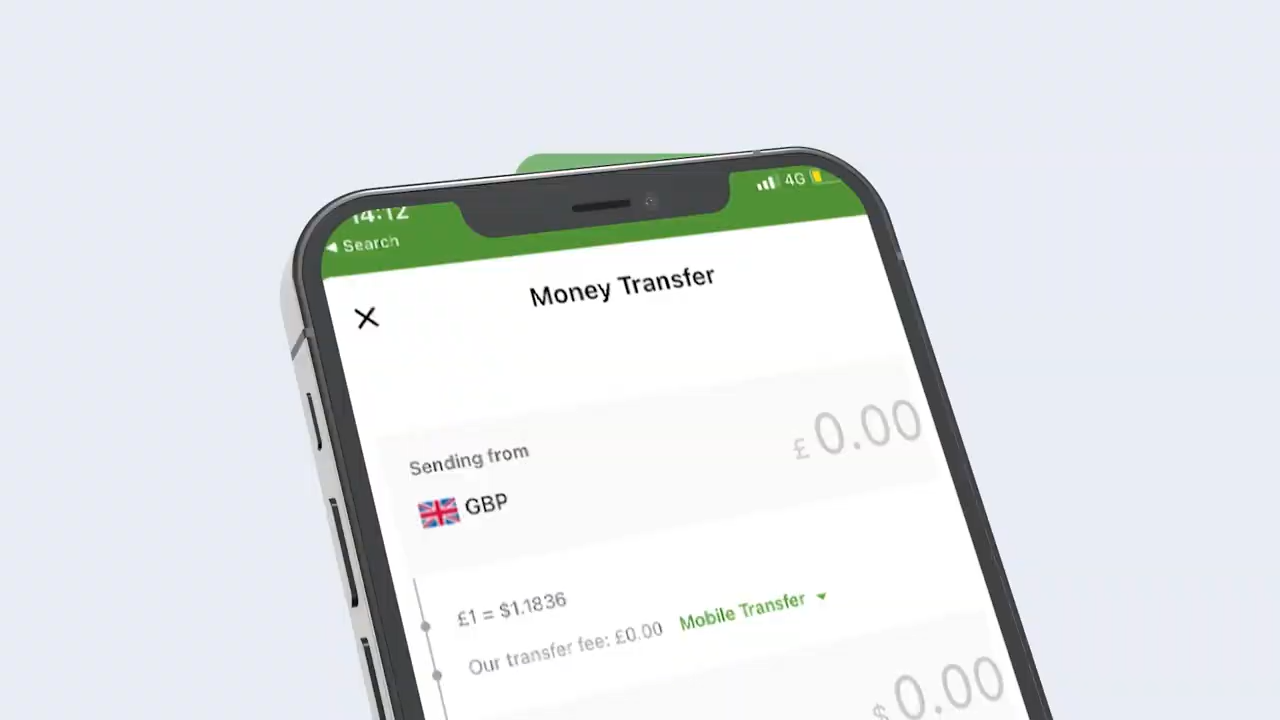 14:12
4G
Search
Money Transfer
Sending from
£ 0.00
GBP
£1 = $1.1836
Our transfer fee: £0.00 Mobile Transfer
$ 0.00